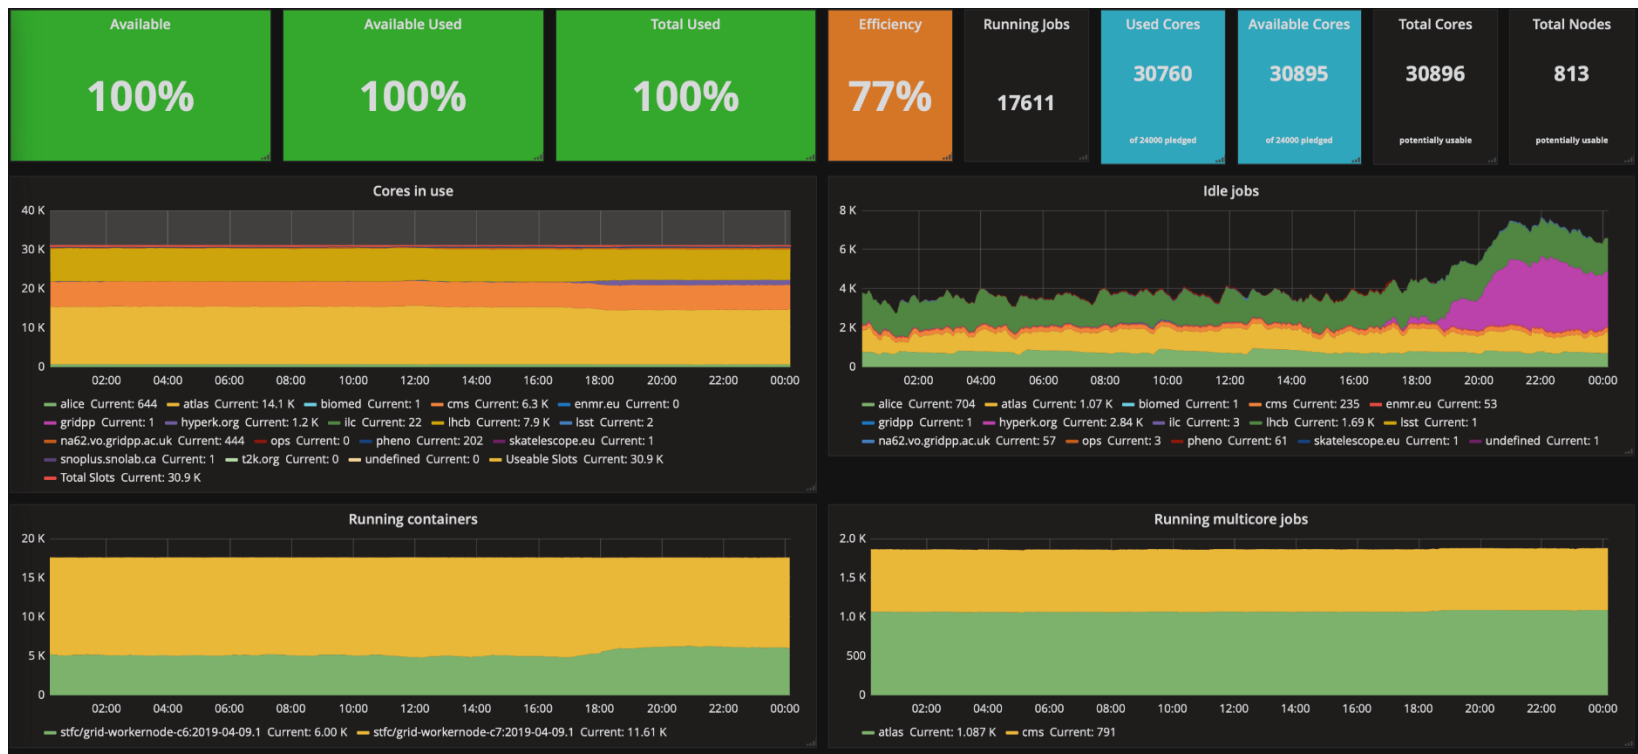 Available
Available Used
Total Used
Efficiency
Running Jobs
Used Cores
Available Cores
Total Cores
Total Nodes
100%
100%
100%
77%
17611
30760
30895
30896
813
of 24000 pledged
of 24000 pledged
potentially usable
potentially usable
Cores in use
40 K
30 K
20 K
10 K
0
02:00 04:00 06:00 08:00 10:00 12:00 14:00 16:00 18:00 20:00 22:00 00:00
alice Current: 644 atlas Current: 14.1 K biomed Current: 1 cms Current: 6.3 K enmr.eu Current: 0
gridpp Current: 1 hyperk.org Current: 1.2 K ilc Current: 22 lhcb Current: 7.9 K lsst Current: 2
na62.vo.gridpp.ac.uk Current: 444 ops Current: 0 pheno Current: 202 skatelescope.eu Current: 1
snoplus.snolab.ca Current: 1 t2k.org Current: 0 undefined Current: 0 Useable Slots Current: 30.9 K
Total Slots Current: 30.9 K
Idle jobs
8 K
6 K
4 K
2 K
0
02:00 04:00 06:00 08:00 10:00 12:00 14:00 16:00 18:00 20:00 22:00 00:00
alice Current: 704 atlas Current: 1.07 K biomed Current: 1 cms Current: 235 enmr.eu Current: 53
gridpp Current: 1 hyperk.org Current: 2.84 K ilc Current: 3 lhcb Current: 1.69 K lsst Current: 1
na62.vo.gridpp.ac.uk Current: 57 ops Current: 3 pheno Current: 61 skatelescope.eu Current: 1 undefined Current: 1
Running containers
20 K
15 K
10 K
5 K
0
02:00 04:00 06:00 08:00 10:00 12:00 14:00 16:00 18:00 20:00 22:00 00:00
stfc/grid-workernode-c6:2019-04-09.1 Current: 6.00 K stfc/grid-workernode-c7:2019-04-09.1 Current: 11.61 K
Running multicore jobs
2.0 K
1.5 K
1.0 K
500
0
02:00 04:00 06:00 08:00 10:00 12:00 14:00 16:00 18:00 20:00 22:00 00:00
atlas Current: 1.087 K cms Current: 791